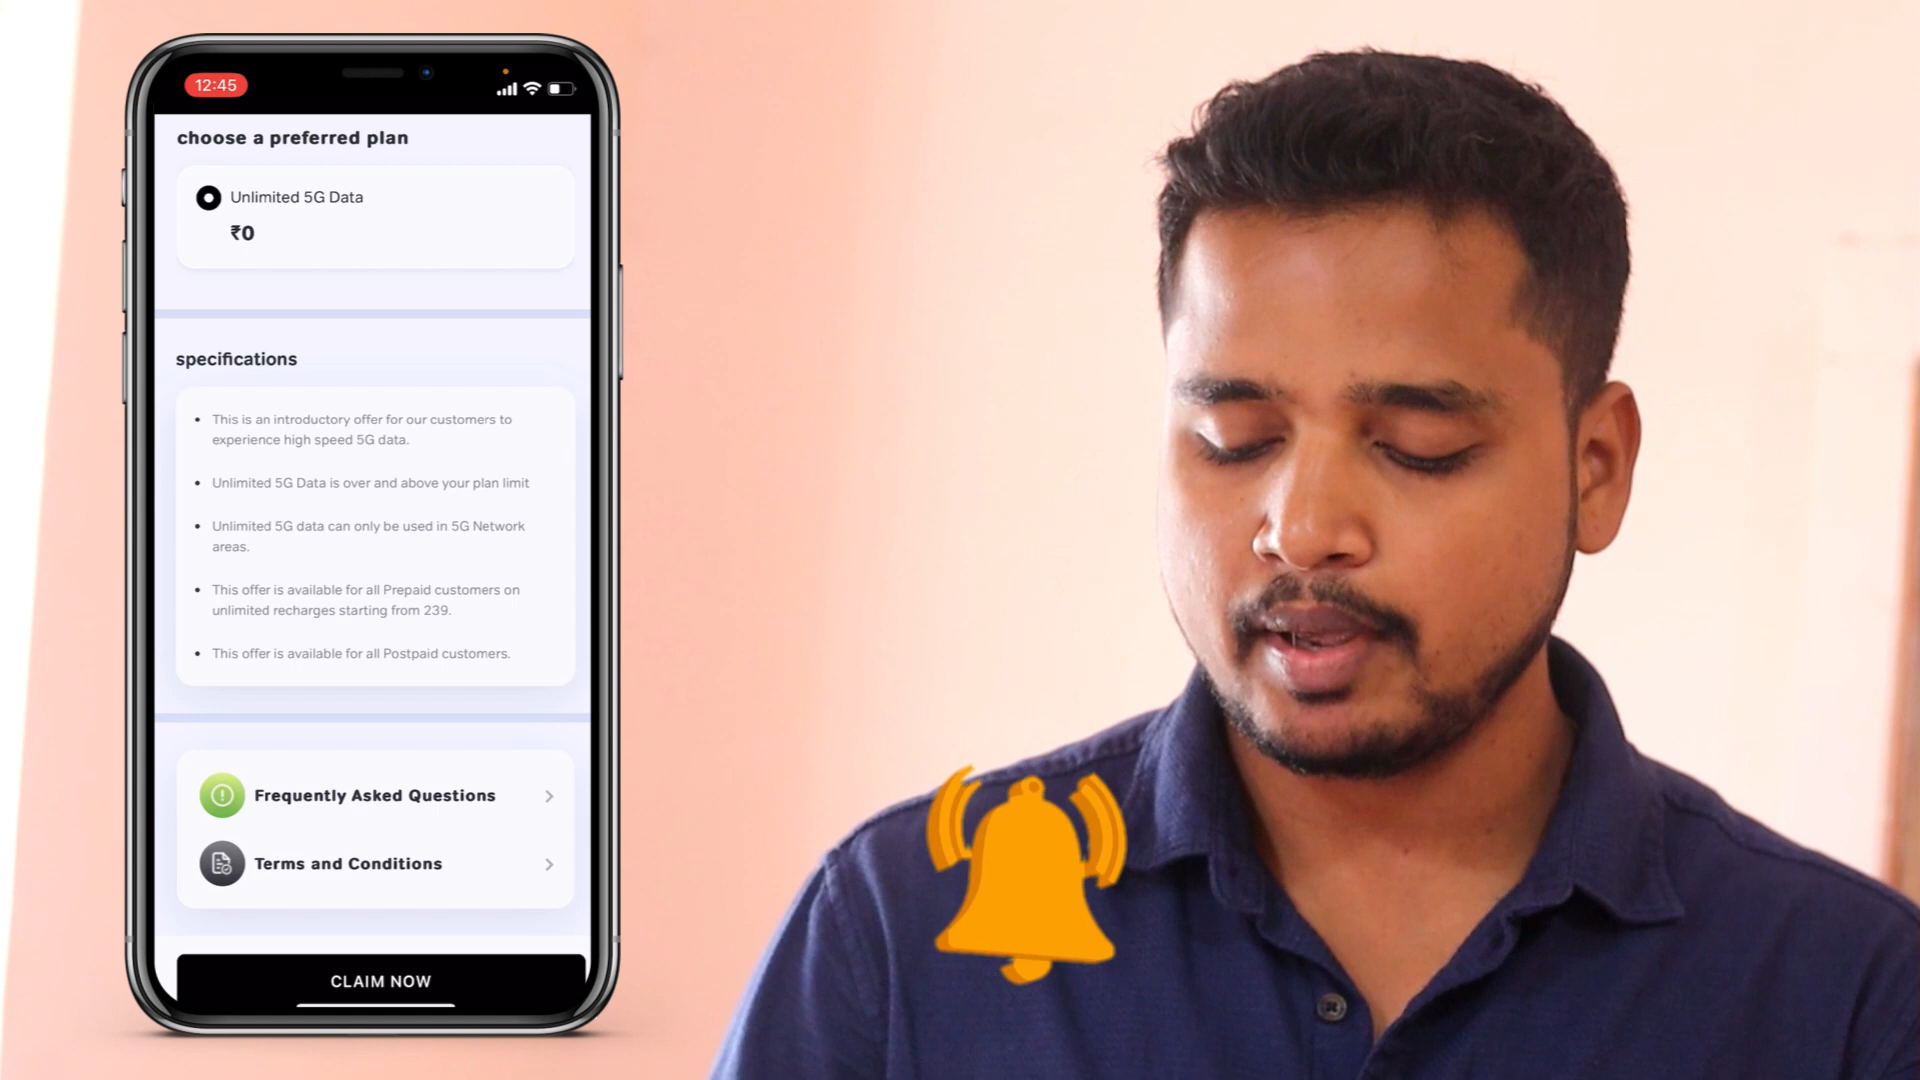 12:45
choose a preferred plan
Unlimited 5G Data
₹0
specifications
• This is an introductory offer for our customers to
experience high speed 5G data.
• Unlimited 5G Data is over and above your plan limit
• Unlimited 5G data can only be used in 5G Network
areas.
• This offer is available for all Prepaid customers on
unlimited recharges starting from 239.
• This offer is available for all Postpaid customers.
Frequently Asked Questions
Terms and Conditions
CLAIM NOW